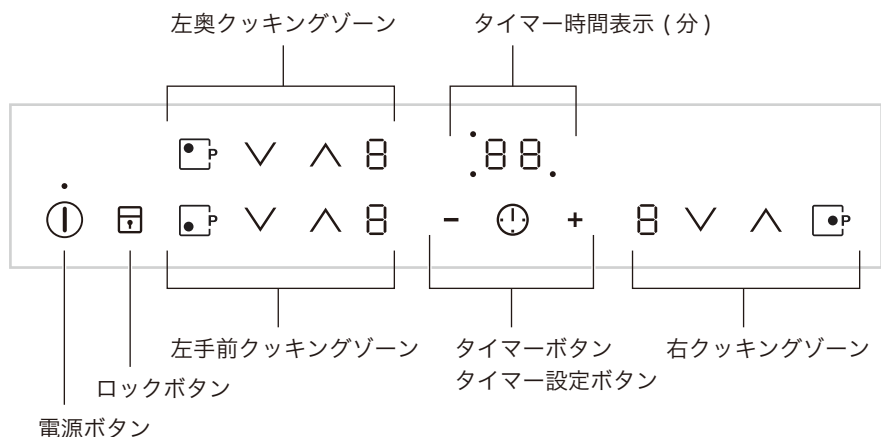 左奥クッキングゾーン
タイマー時間表示 ( 分 )
P 8
88
P 8
− +
8 P
左手前クッキングゾーン
タイマーボタン
タイマー設定ボタン
右クッキングゾーン
ロックボタン
電源ボタン